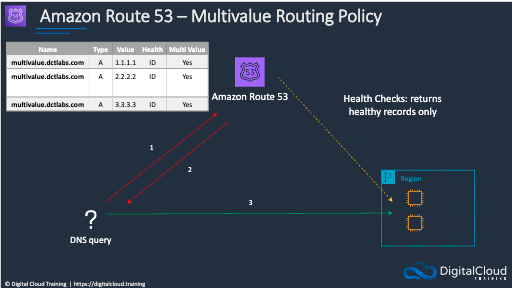 Amazon Route 53 – Multivalue Routing Policy
Name Type Value Health Multi Value
multivalue.dctlabs.com A 1.1.1.1 ID Yes
multivalue.dctlabs.com A 2.2.2.2 ID Yes
multivalue.dctlabs.com A 3.3.3.3 ID Yes
53
Amazon Route 53
Health Checks: returns
healthy records only
1
2
Region
3
?
DNS query
DigitalCloud
TRAINING
© Digital Cloud Training | https://digitalcloud.training